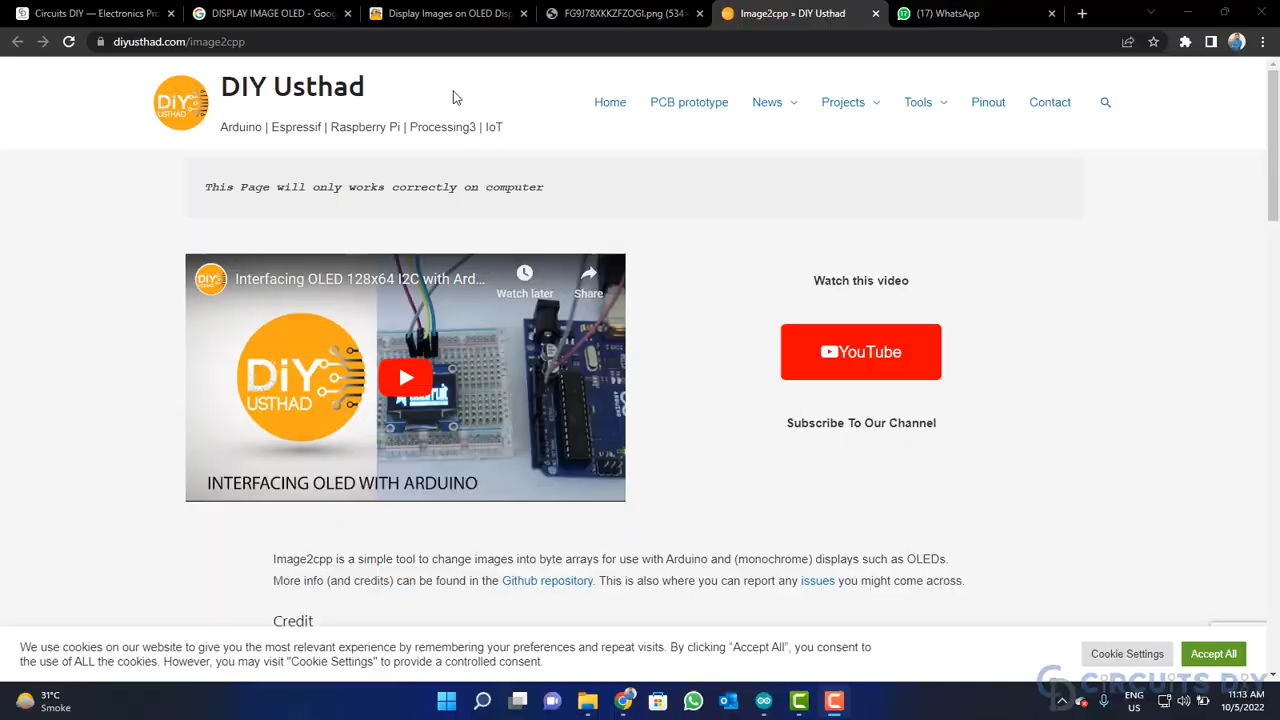 Circuits DIY — Electronics Pro
DISPLAY IMAGE OLED - Goog
Display Images on OLED Disp
FG9J78XKKZFZOGI.png (534×
Image2cpp » DIY Usthad
(17) WhatsApp
diyusthad.com/image2cpp
DIY USTHAD
DIY Usthad
Arduino | Espressif | Raspberry Pi | Processing3 | IoT
Home
PCB prototype
News
Projects
Tools
Pinout
Contact
This Page will only works correctly on computer
DIY
Interfacing OLED 128x64 I2C with Ard...
Watch later
Share
DiY
USTHAD
INTERFACING OLED WITH ARDUINO
Watch this video
YouTube
Subscribe To Our Channel
Image2cpp is a simple tool to change images into byte arrays for use with Arduino and (monochrome) displays such as OLEDs.
More info (and credits) can be found in the Github repository. This is also where you can report any issues you might come across.
Credit
We use cookies on our website to give you the most relevant experience by remembering your preferences and repeat visits. By clicking “Accept All”, you consent to
the use of ALL the cookies. However, you may visit "Cookie Settings" to provide a controlled consent.
Cookie Settings
Accept All
CIRCUITS DIY
31°C
Smoke
ENG
US
11:13 AM
10/5/2022